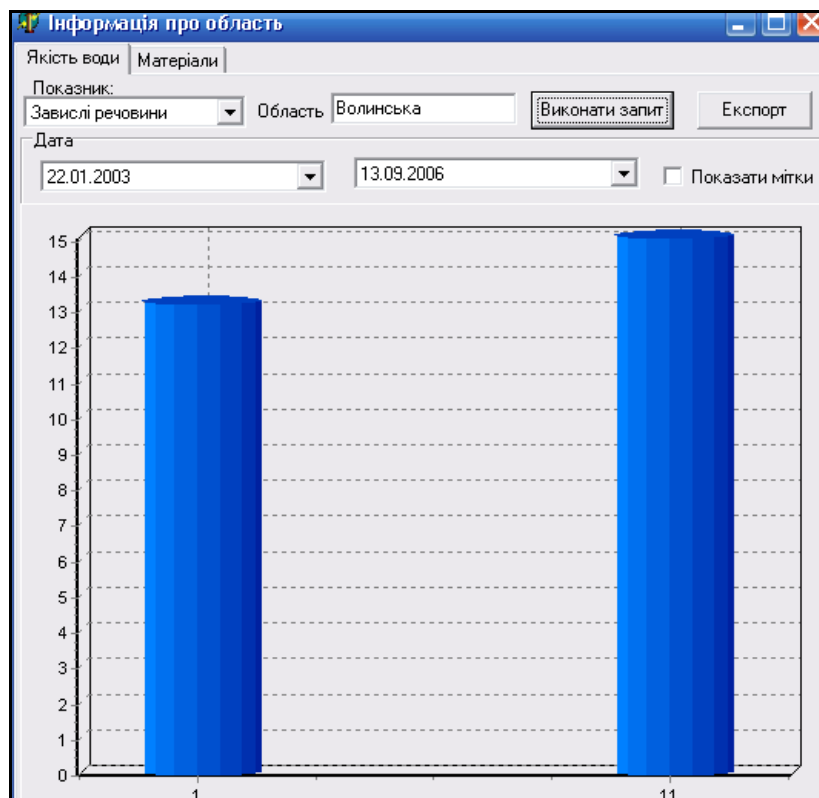 Інформація про область
Якість води Матеріали
Показник:
Завислі речовини Область Волинська Виконати запит Експорт
Дата
22.01.2003 13.09.2006 Показати мітки
15
14
13
12
11
10
9
8
7
6
5
4
3
2
1
0
1 11